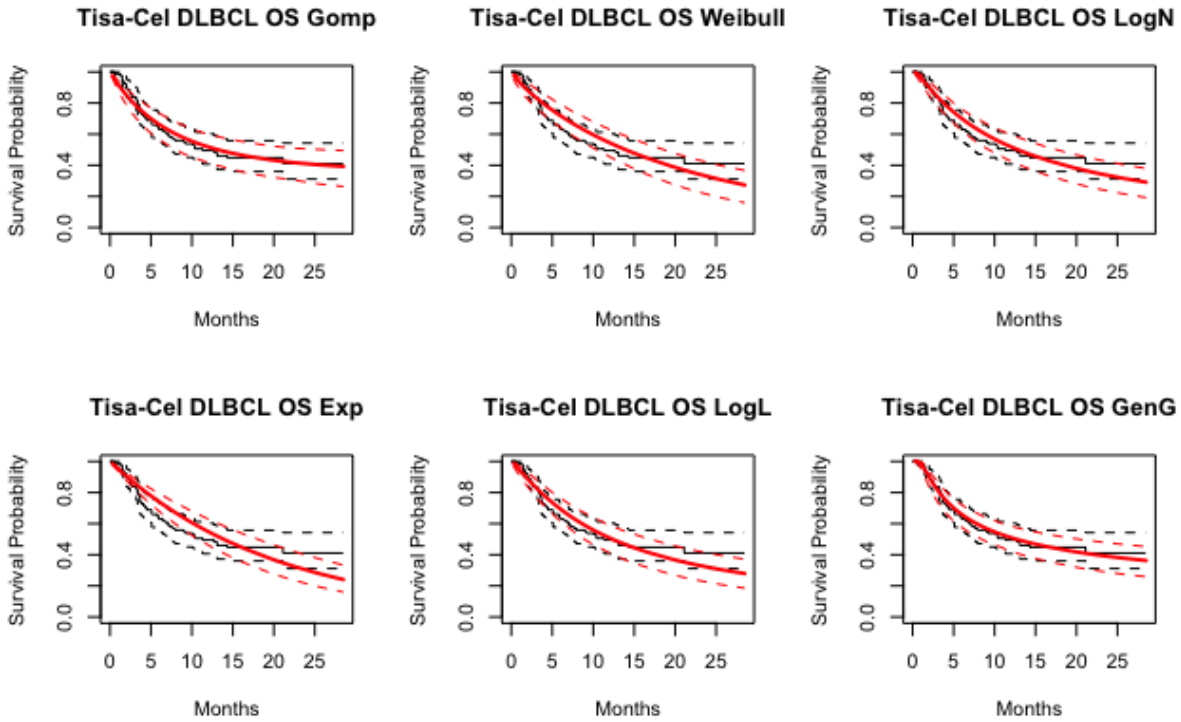 Tisa-Cel DLBCL OS Gomp
Survival Probability
0.0 0.4 0.8
0 5 10 15 20 25
Months
Tisa-Cel DLBCL OS Weibull
Survival Probability
0.0 0.4 0.8
0 5 10 15 20 25
Months
Tisa-Cel DLBCL OS LogN
Survival Probability
0.0 0.4 0.8
0 5 10 15 20 25
Months
Tisa-Cel DLBCL OS Exp
Survival Probability
0.0 0.4 0.8
0 5 10 15 20 25
Months
Tisa-Cel DLBCL OS LogL
Survival Probability
0.0 0.4 0.8
0 5 10 15 20 25
Months
Tisa-Cel DLBCL OS GenG
Survival Probability
0.0 0.4 0.8
0 5 10 15 20 25
Months